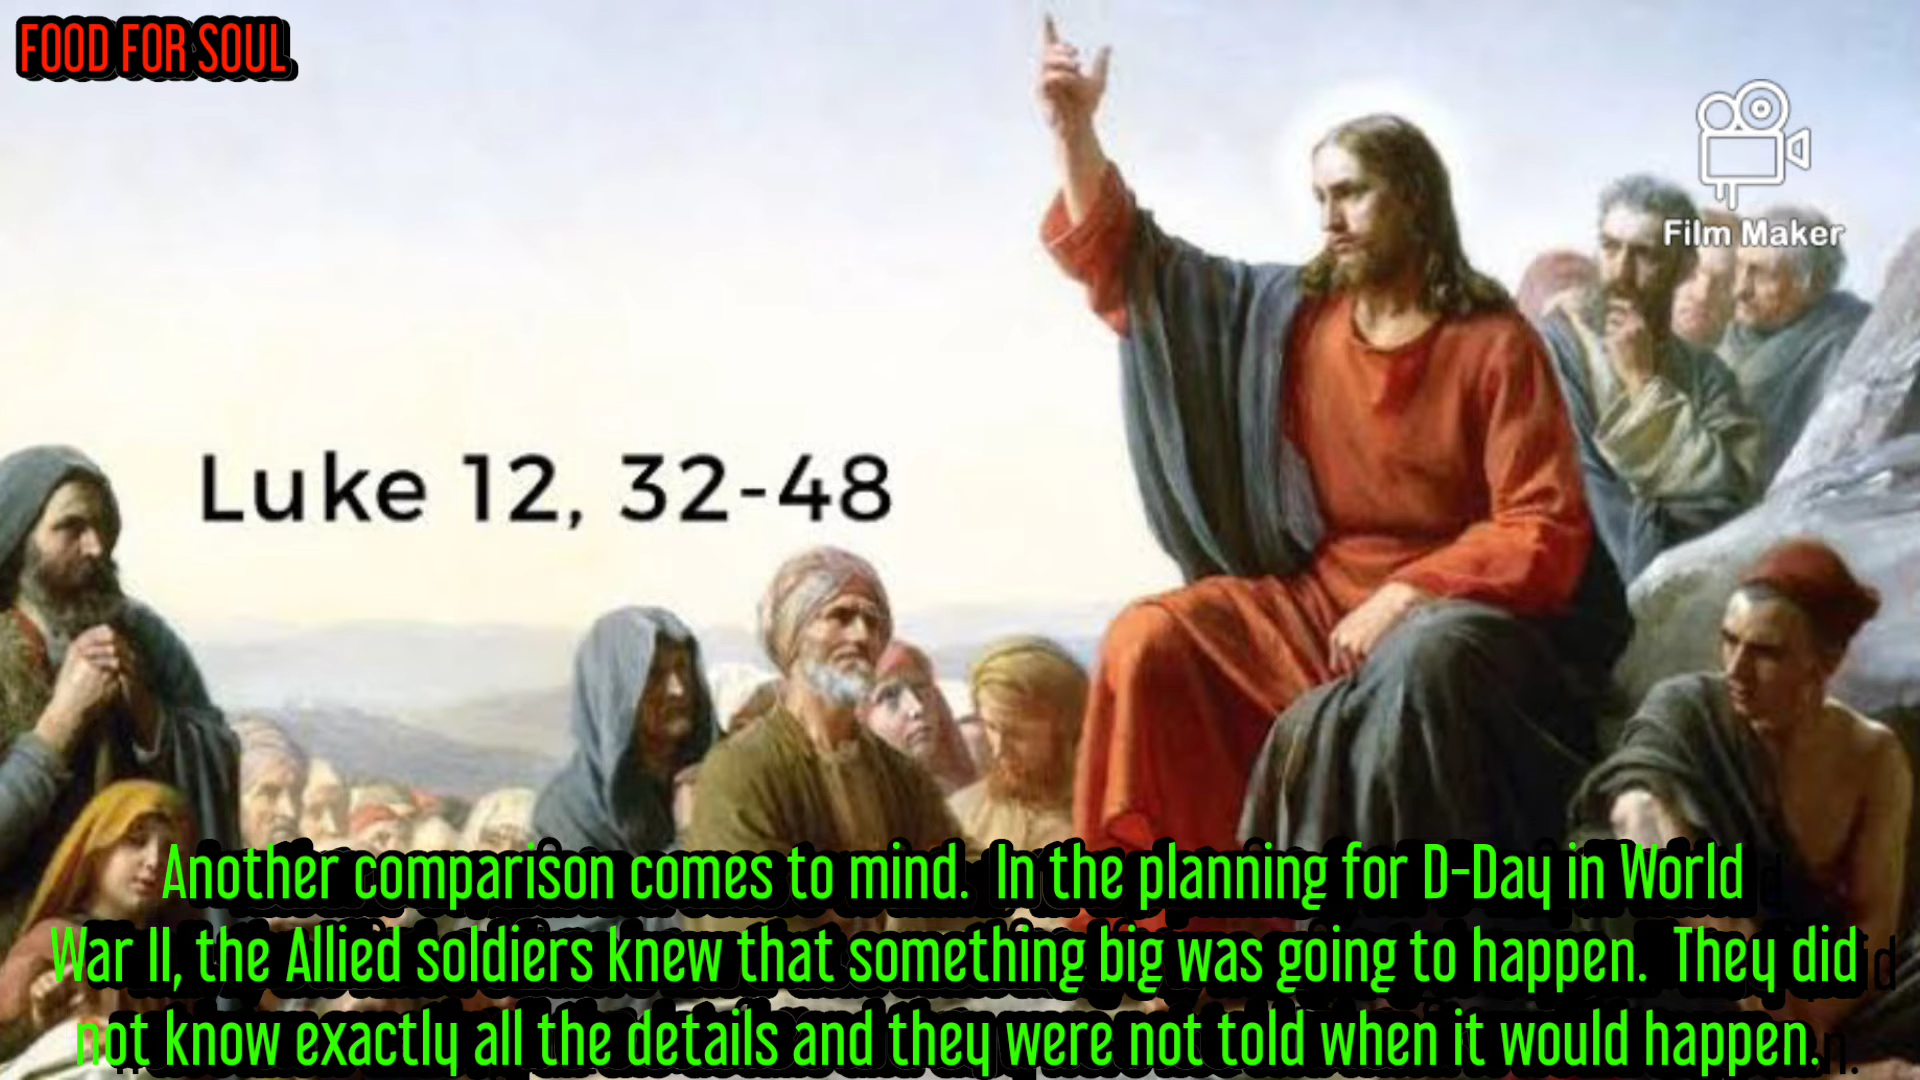 FOOD FOR SOUL
Film Maker
Luke 12, 32-48
Another comparison comes to mind.  In the planning for D-Day in World
War II, the Allied soldiers knew that something big was going to happen.  They did
not know exactly all the details and they were not told when it would happen.